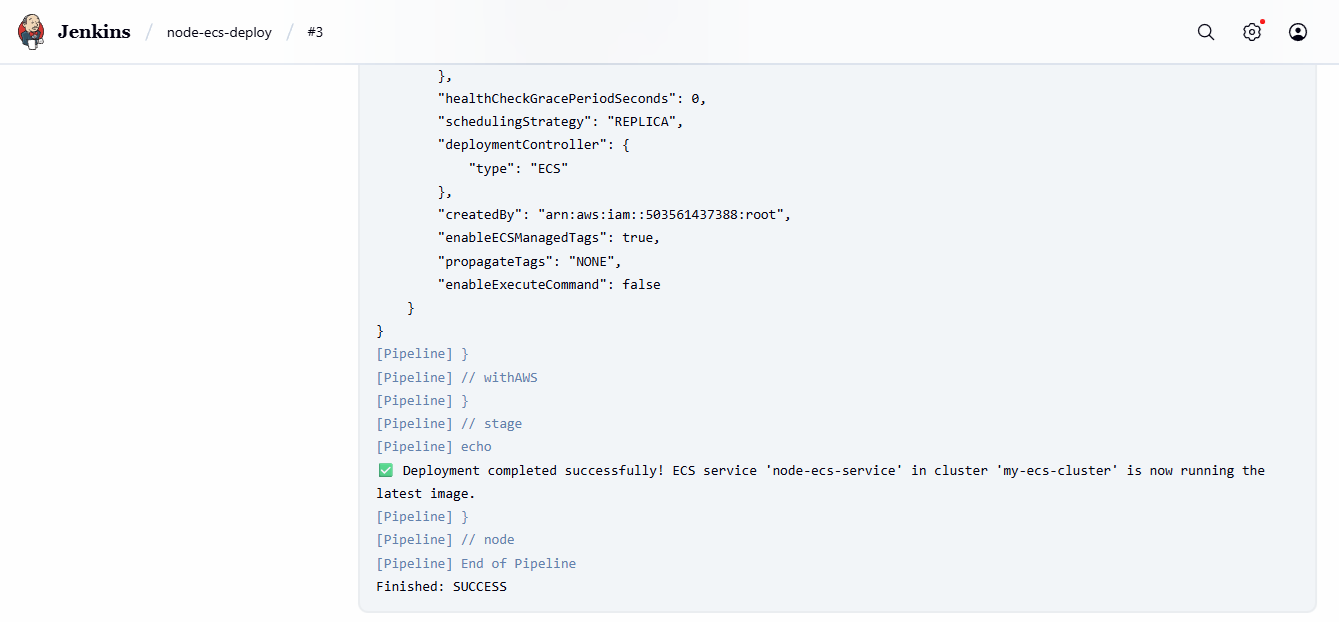 Jenkins / node-ecs-deploy / #3
},
"healthCheckGracePeriodSeconds": 0,
"schedulingStrategy": "REPLICA",
"deploymentController": {
"type": "ECS"
},
"createdBy": "arn:aws:iam::503561437388:root",
"enableECSManagedTags": true,
"propagateTags": "NONE",
"enableExecuteCommand": false
}
}
[Pipeline] }
[Pipeline] // withAWS
[Pipeline] }
[Pipeline] // stage
[Pipeline] echo
✅ Deployment completed successfully! ECS service 'node-ecs-service' in cluster 'my-ecs-cluster' is now running the
latest image.
[Pipeline] }
[Pipeline] // node
[Pipeline] End of Pipeline
Finished: SUCCESS